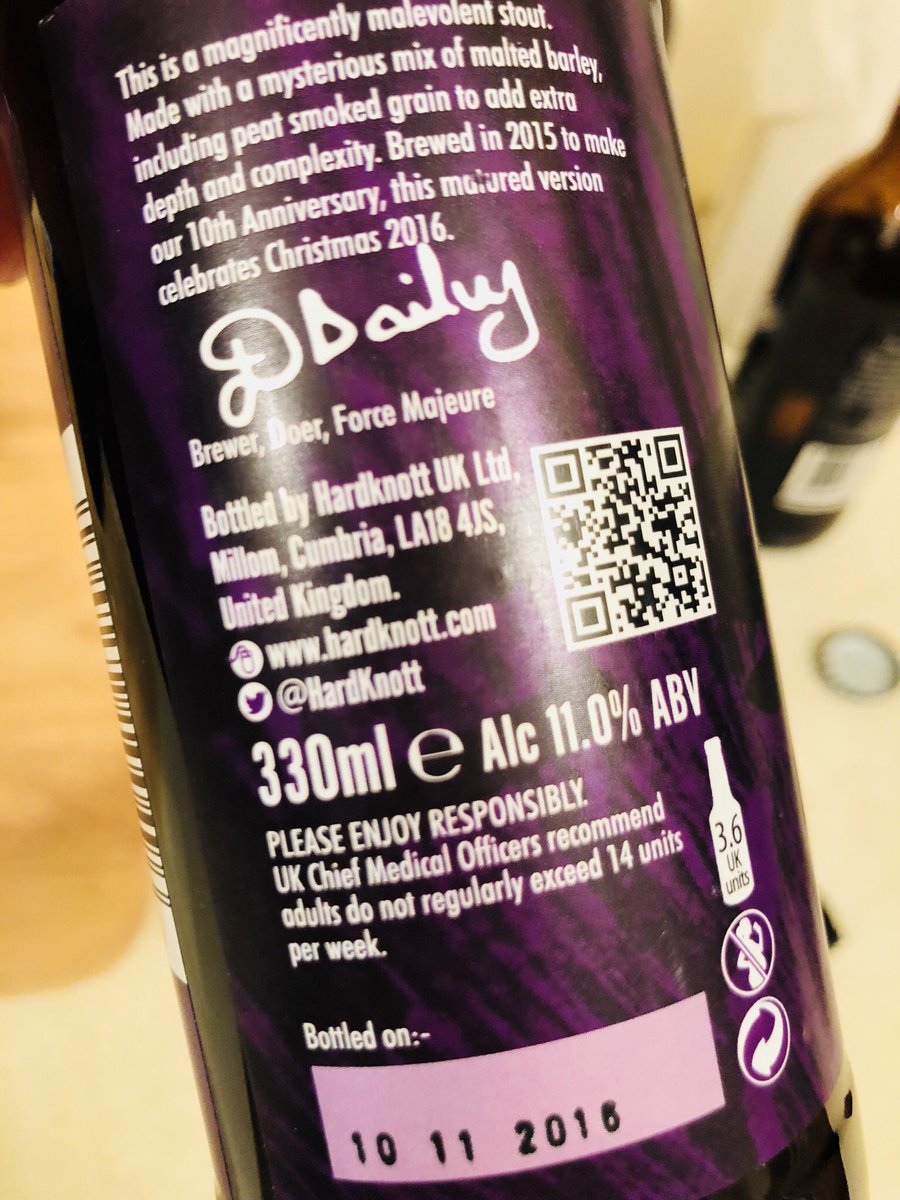 This is a magnificently malevolent stout.
Made with a mysterious mix of malted barley,
including peat smoked grain to add extra
depth and complexity. Brewed in 2015 to make
our 10th Anniversary, this matured version
celebrates Christmas 2016.
DBailey
Brewer, Doer, Force Majeure
Bottled by Hardknott UK Ltd,
Millom, Cumbria, LA18 4JS,
United Kingdom.
www.hardknott.com
@HardKnott
330ml e Alc 11.0% ABV
PLEASE ENJOY RESPONSIBLY.
UK Chief Medical Officers recommend
adults do not regularly exceed 14 units
per week.
3.6
UK
units
Bottled on:-
10 11 2016